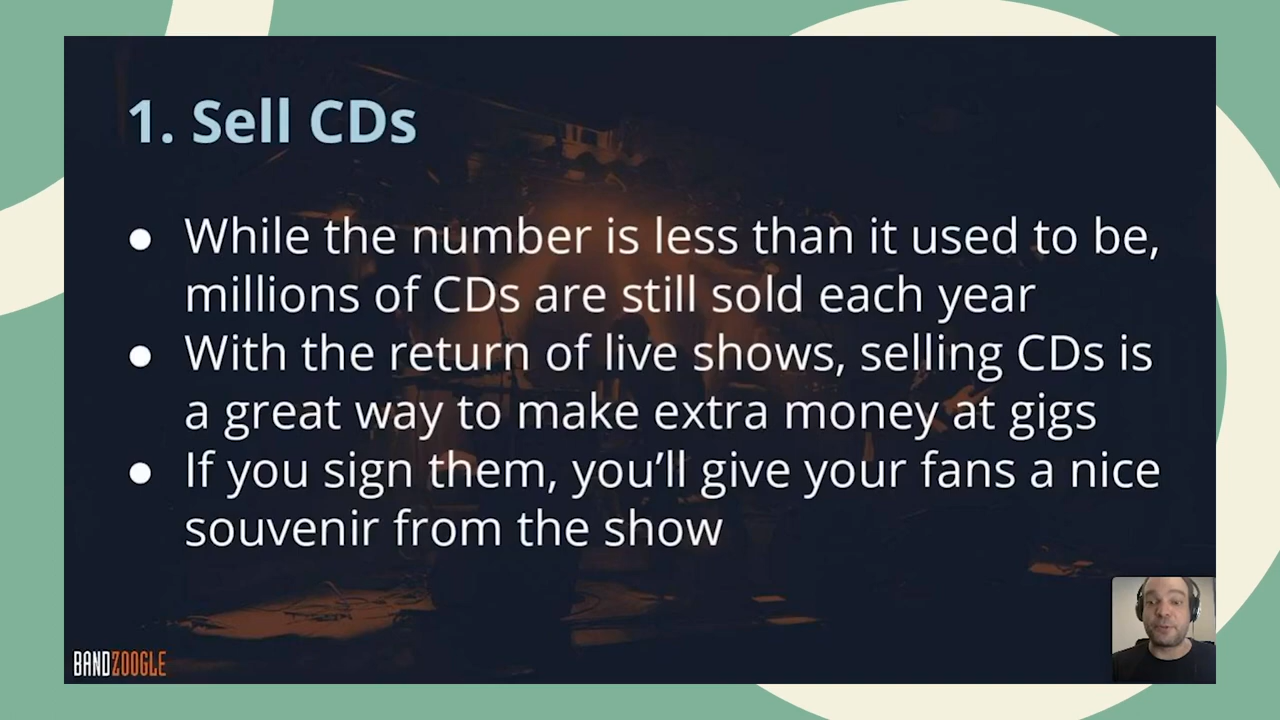 1. Sell CDs
● While the number is less than it used to be,
millions of CDs are still sold each year
● With the return of live shows, selling CDs is
a great way to make extra money at gigs
● If you sign them, you’ll give your fans a nice
souvenir from the show
BANDZOOGLE